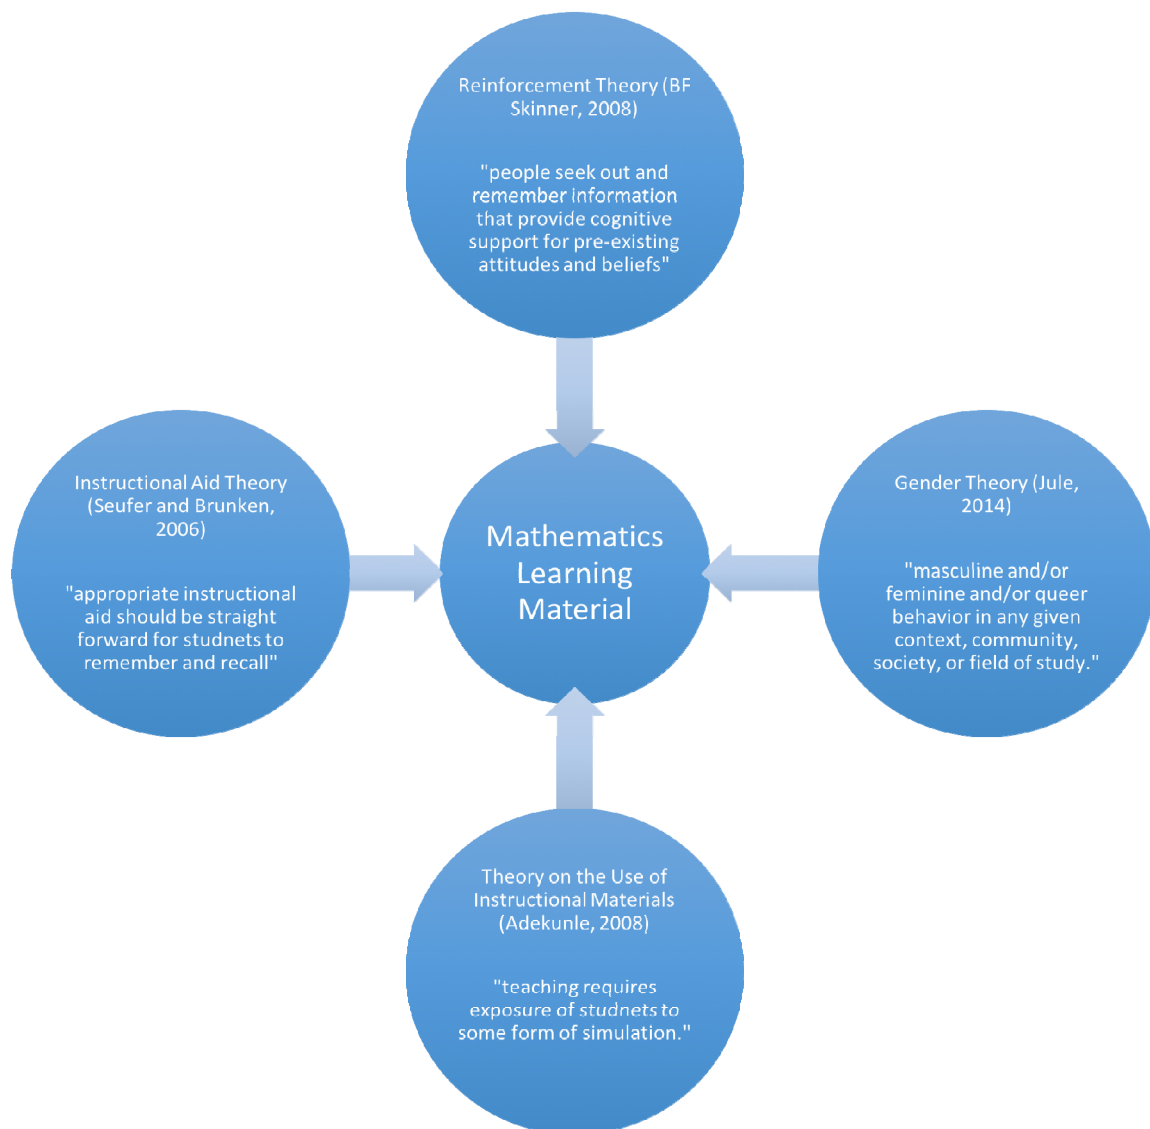 Reinforcement Theory (BF
Skinner, 2008)
"people seek out and
remember information
that provide cognitive
support for pre-existing
attitudes and beliefs"
Instructional Aid Theory
(Seufer and Brunken,
2006)
"appropriate instructional
aid should be straight
forward for studnets to
remember and recall"
Mathematics
Learning
Material
Gender Theory (Jule,
2014)
"masculine and/or
feminine and/or queer
behavior in any given
context, community,
society, or field of study."
Theory on the Use of
Instructional Materials
(Adekunle, 2008)
"teaching requires
exposure of studnets to
some form of simulation."